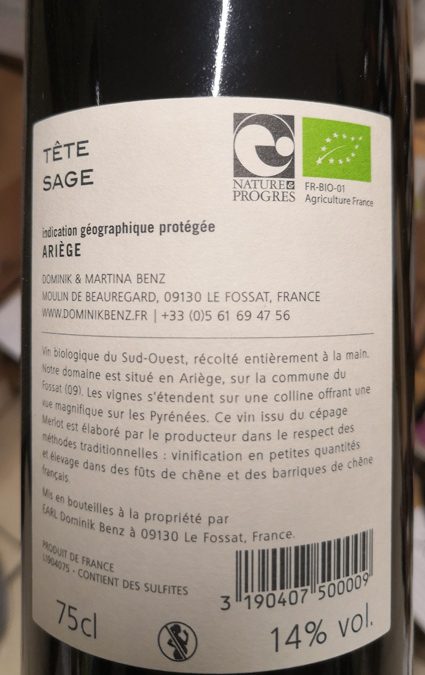 TÊTE
SAGE
NATURE &
PROGRES
FR-BIO-01
Agriculture France
indication géographique protégée
ARIÈGE
DOMINIK & MARTINA BENZ
MOULIN DE BEAUREGARD, 09130 LE FOSSAT, FRANCE
WWW.DOMINIKBENZ.FR | +33 (0)5 61 69 47 56
Vin biologique du Sud-Ouest, récolté entièrement à la main.
Notre domaine est situé en Ariège, sur la commune du
Fossat (09). Les vignes s'étendent sur une colline offrant une
vue magnifique sur les Pyrénées. Ce vin issu du cépage
Merlot est élaboré par le producteur dans le respect des
méthodes traditionnelles : vinification en petites quantités
et élevage dans des fûts de chêne et des barriques de chêne
français.
Mis en bouteilles à la propriété par
EARL Dominik Benz à 09130 Le Fossat, France.
PRODUIT DE FRANCE
L1904075 - CONTIENT DES SULFITES
3 190407 500009
75cl
14% vol.